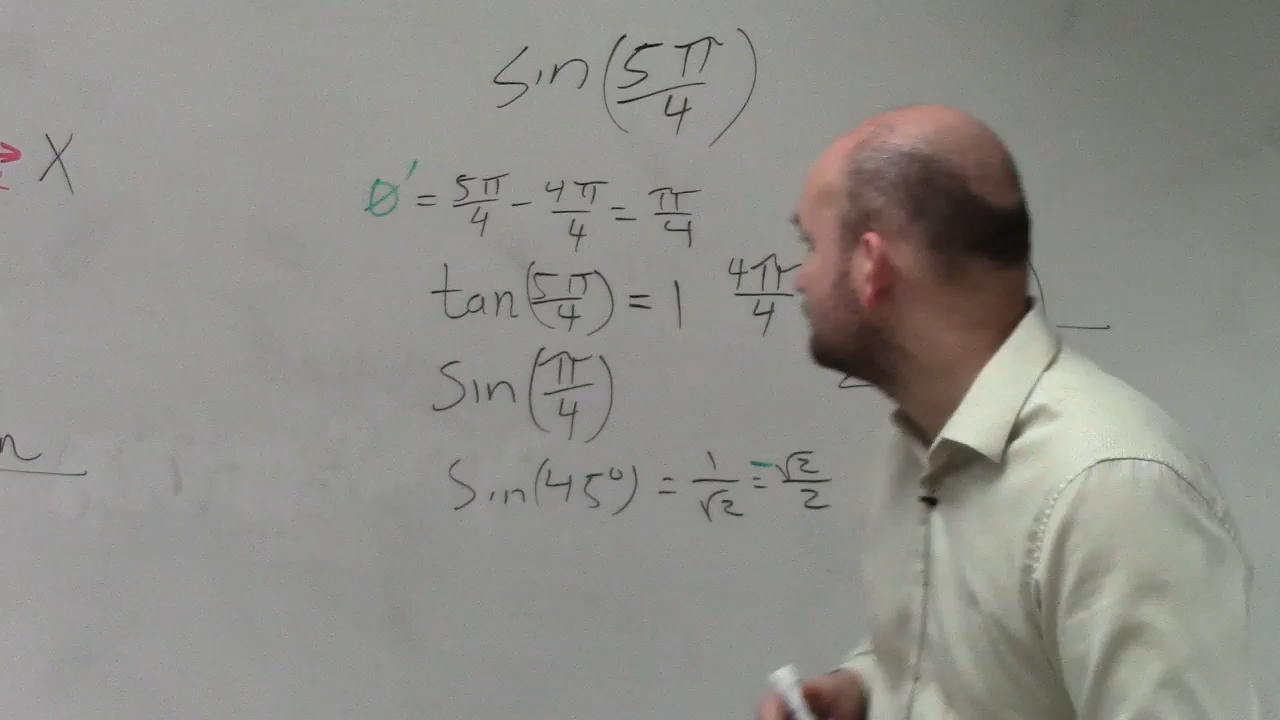 sin(5π/4)
X
θ' = 5π/4 - 4π/4 = π/4
tan(5π/4) = 1 4π/4
Sin(π/4)
n
Sin(45°) = 1/√2 = -√2/2